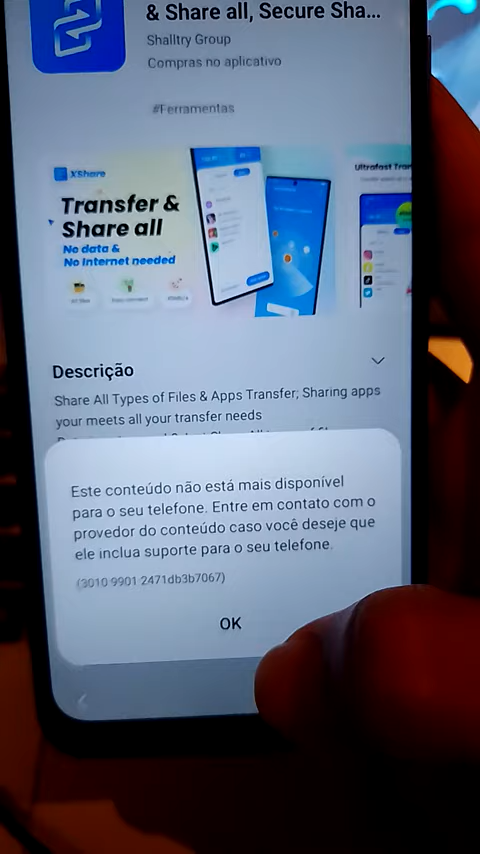 & Share all, Secure Sha...
Shalltry Group
Compras no aplicativo
#Ferramentas
XShare
Transfer &
Share all
No data &
No Internet needed
Ultrafast Tran
Descrição
Share All Types of Files & Apps Transfer; Sharing apps
your meets all your transfer needs
Este conteúdo não está mais disponível
para o seu telefone. Entre em contato com o
provedor do conteúdo caso você deseje que
ele inclua suporte para o seu telefone.
(3010:9901:2471db3b7067)
OK